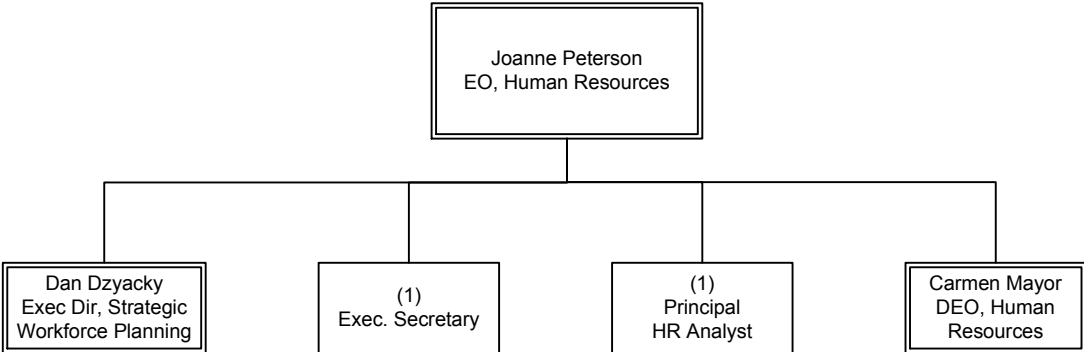 Joanne Peterson
EO, Human Resources
Dan Dzyacky
Exec Dir, Strategic
Workforce Planning
(1)
Exec. Secretary
(1)
Principal
HR Analyst
Carmen Mayor
DEO, Human
Resources